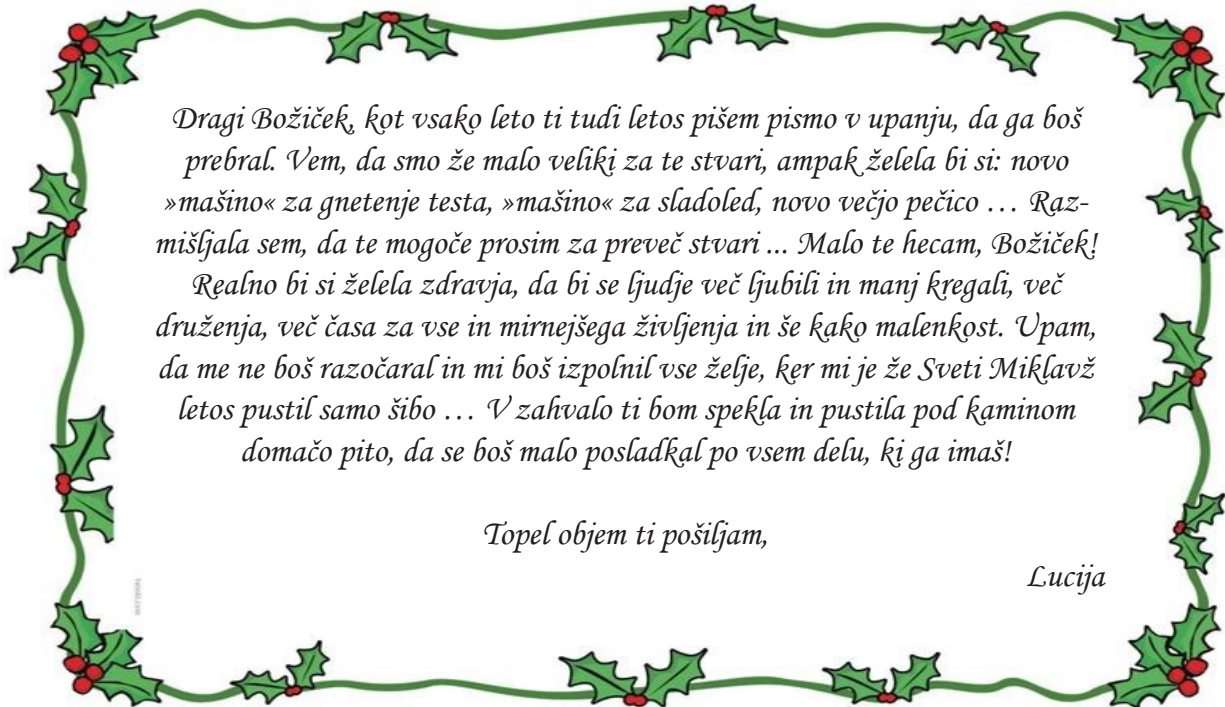 Dragi Božiček, kot vsako leto ti tudi letos pišem pismo v upanju, da ga boš
prebral. Vem, da smo že malo veliki za te stvari, ampak želela bi si: novo
»mašino« za gnetenje testa, »mašino« za sladoled, novo večjo pečico … Raz-
mišljala sem, da te mogoče prosim za preveč stvari ... Malo te hecam, Božiček!
Realno bi si želela zdravja, da bi se ljudje več ljubili in manj kregali, več
druženja, več časa za vse in mirnejšega življenja in še kako malenkost. Upam,
da me ne boš razočaral in mi boš izpolnil vse želje, ker mi je že Sveti Miklavž
letos pustil samo šibo … V zahvalo ti bom spekla in pustila pod kaminom
domačo pito, da se boš malo posladkal po vsem delu, ki ga imaš!
Topel objem ti pošiljam,
Lucija